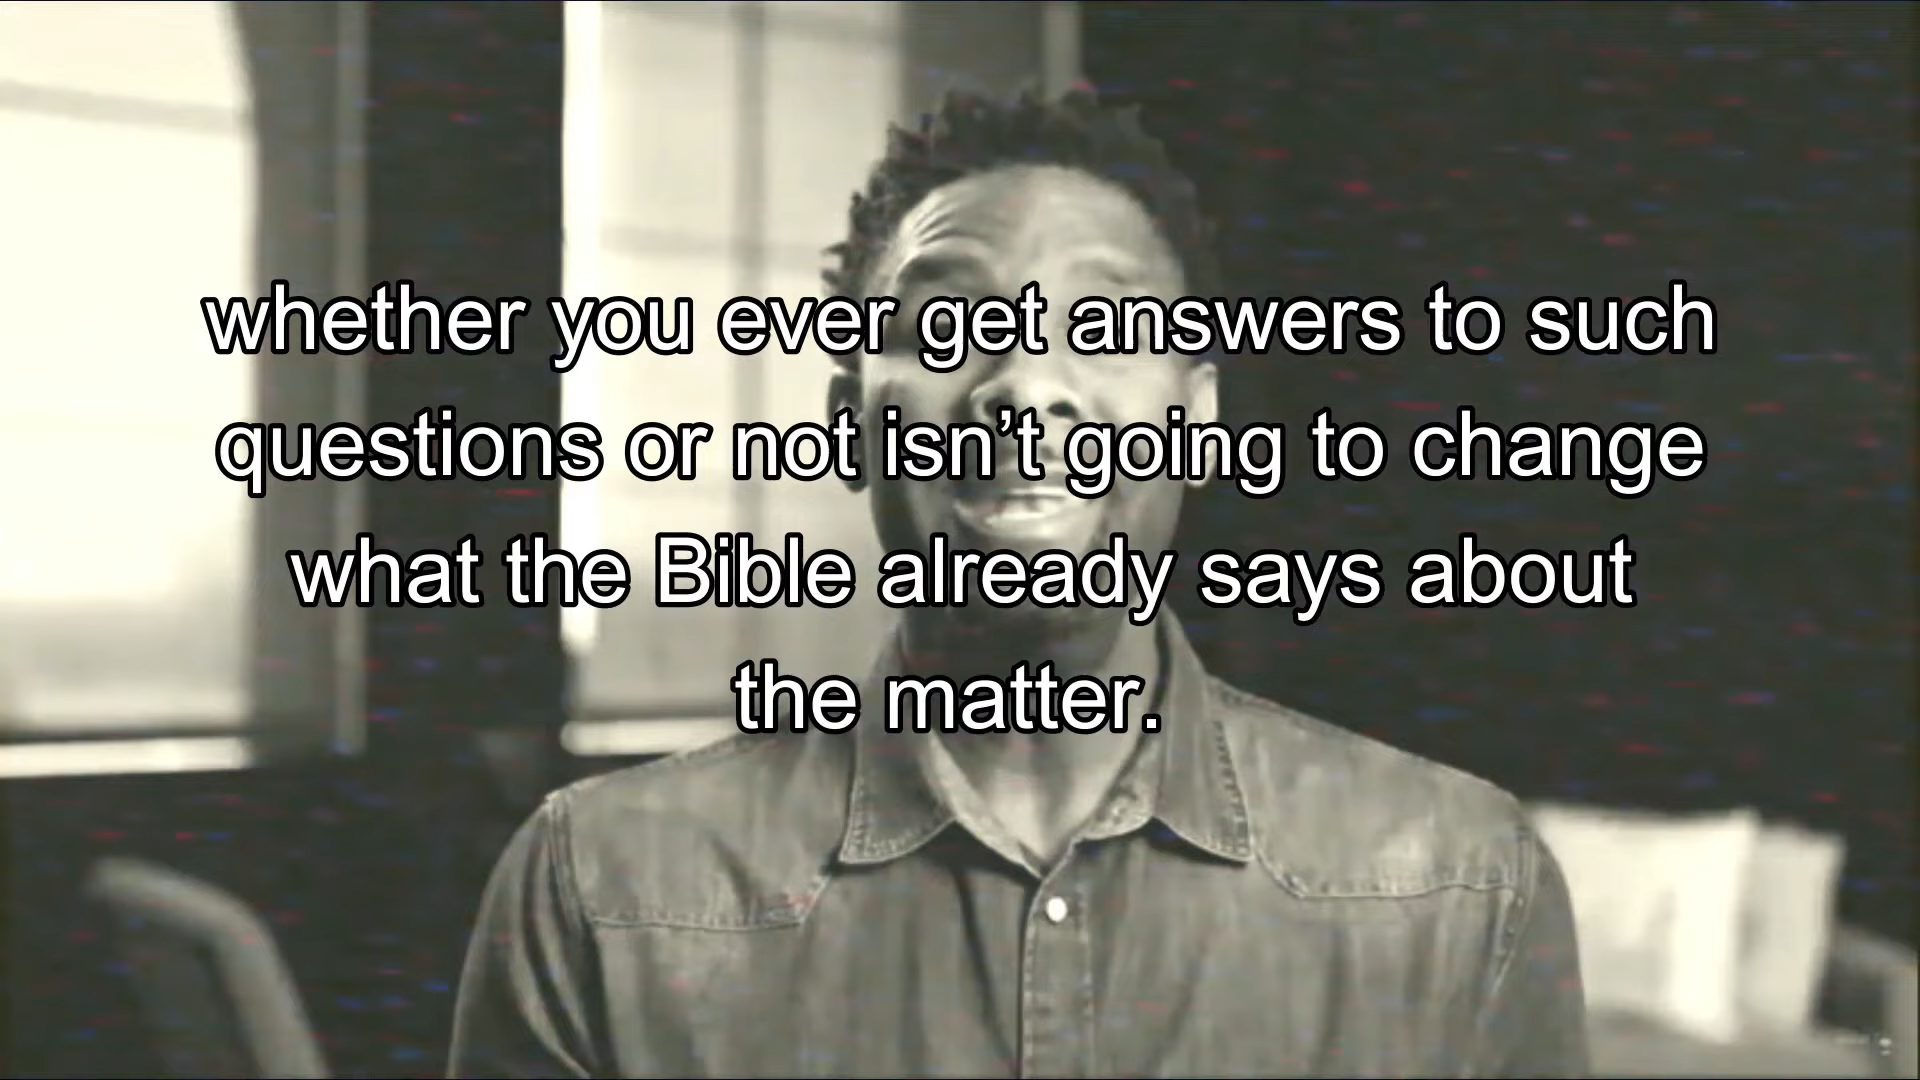 whether you ever get answers to such
questions or not isn’t going to change
what the Bible already says about
the matter.